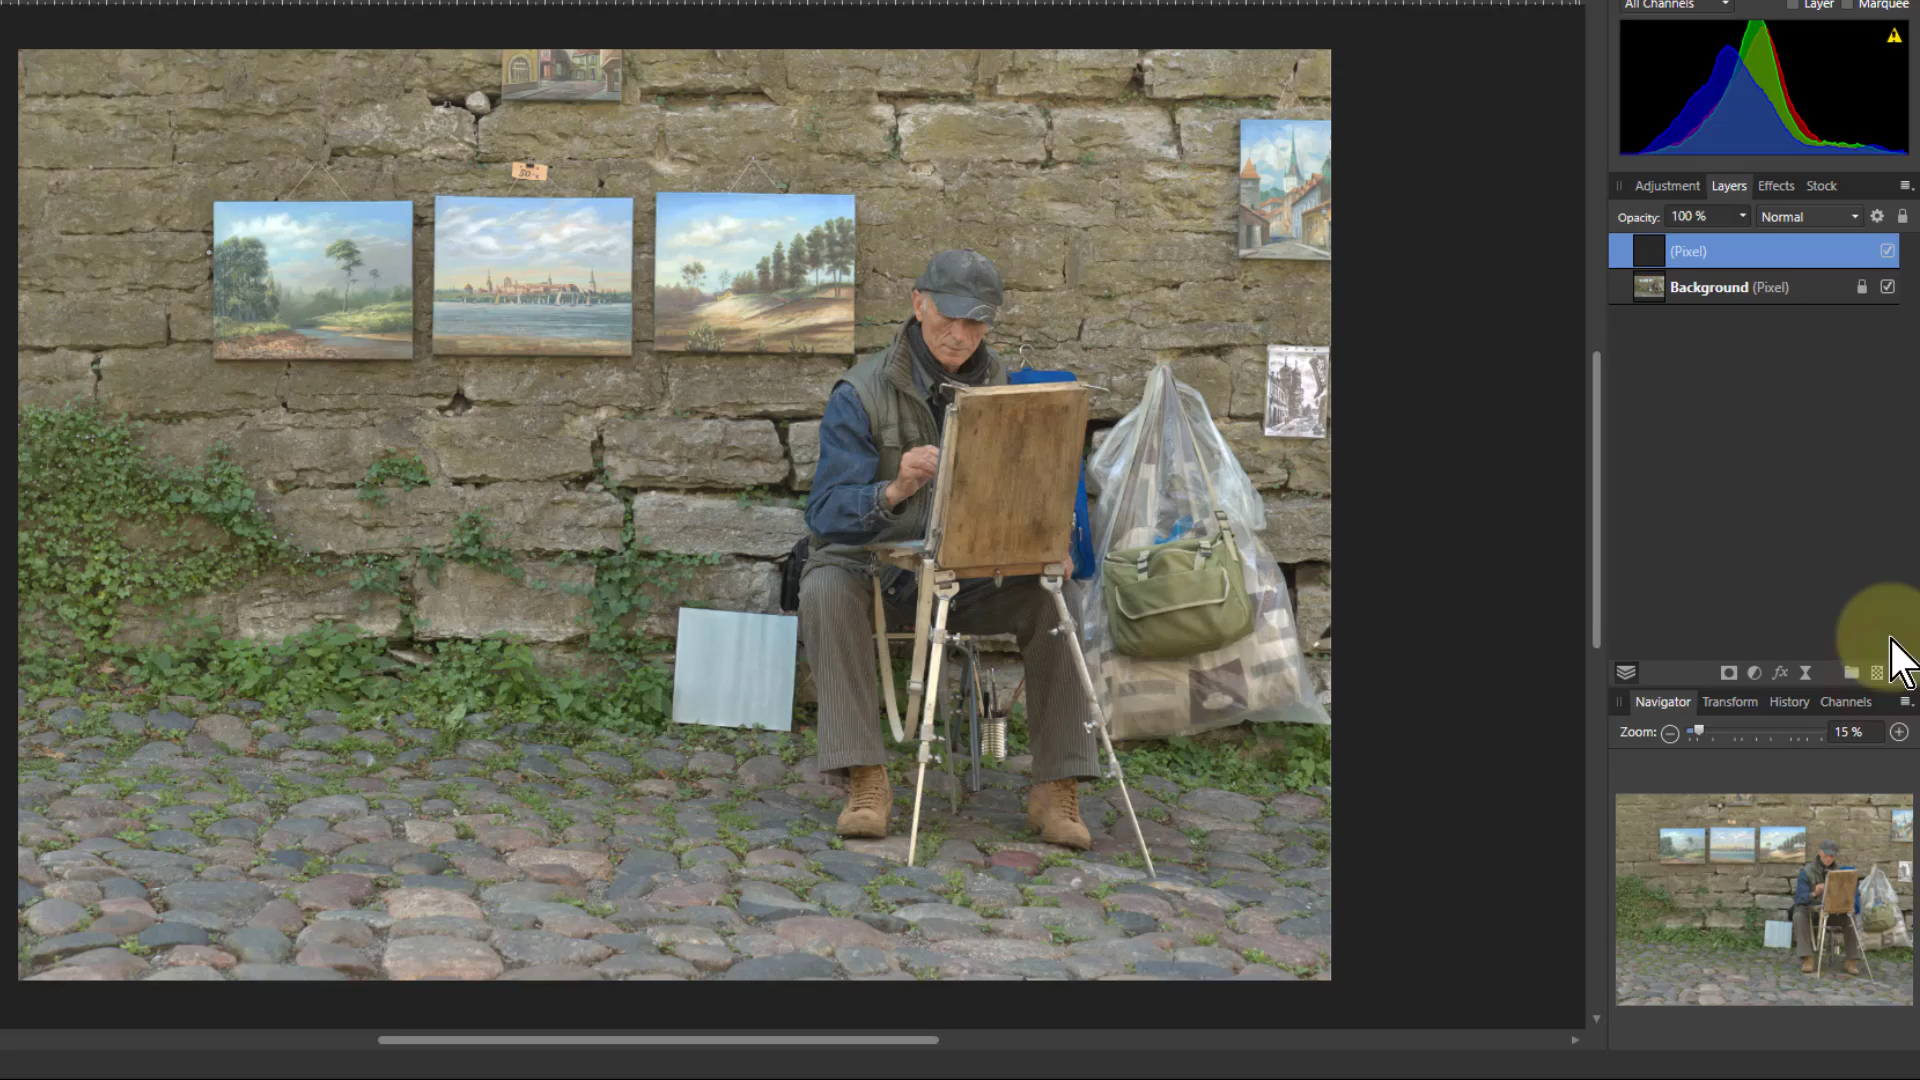 All Channels
Layer
Marquee
Adjustment Layers Effects Stock
Opacity: 100 % Normal
(Pixel)
Background (Pixel)
fx
Navigator Transform History Channels
Zoom: 15 %